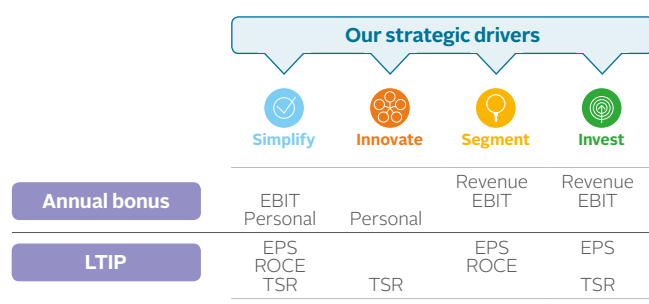 Our strategic drivers
Simplify Innovate Segment Invest
Revenue Revenue
Annual bonus EBIT EBIT EBIT
Personal Personal
EPS EPS EPS
LTIP ROCE ROCE
TSR TSR TSR